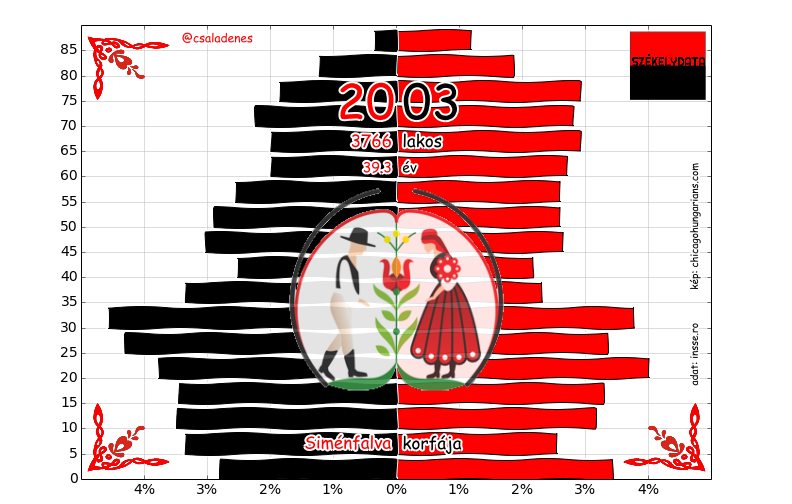 @csaladenes
SZÉKELYDATA
2003
3766 lakos
39.3 év
Siménfalva korfája
kép: chicagohungarians.com
adat: insse.ro
85
80
75
70
65
60
55
50
45
40
35
30
25
20
15
10
5
0
4% 3% 2% 1% 0% 1% 2% 3% 4%